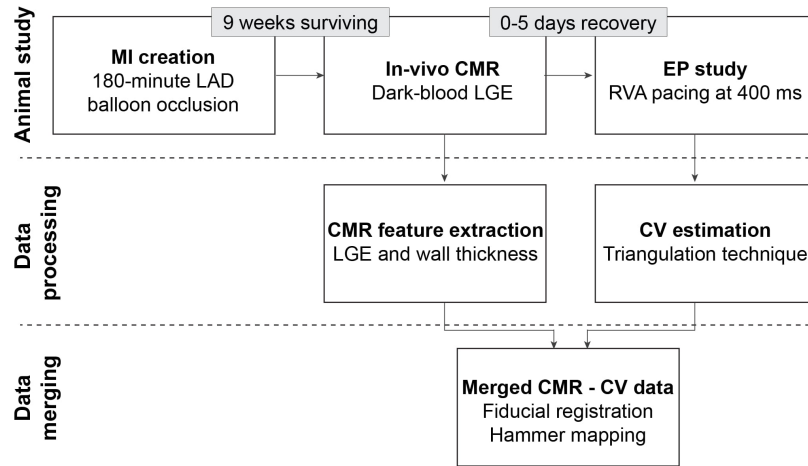 9 weeks surviving
0-5 days recovery
Animal study
MI creation
180-minute LAD
balloon occlusion
In-vivo CMR
Dark-blood LGE
EP study
RVA pacing at 400 ms
Data
processing
CMR feature extraction
LGE and wall thickness
CV estimation
Triangulation technique
Data
merging
Merged CMR - CV data
Fiducial registration
Hammer mapping